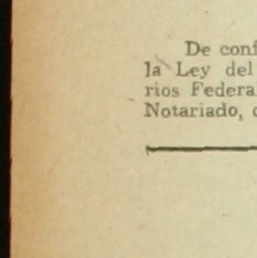 De conf
la Ley del
rios Federa
Notariado,